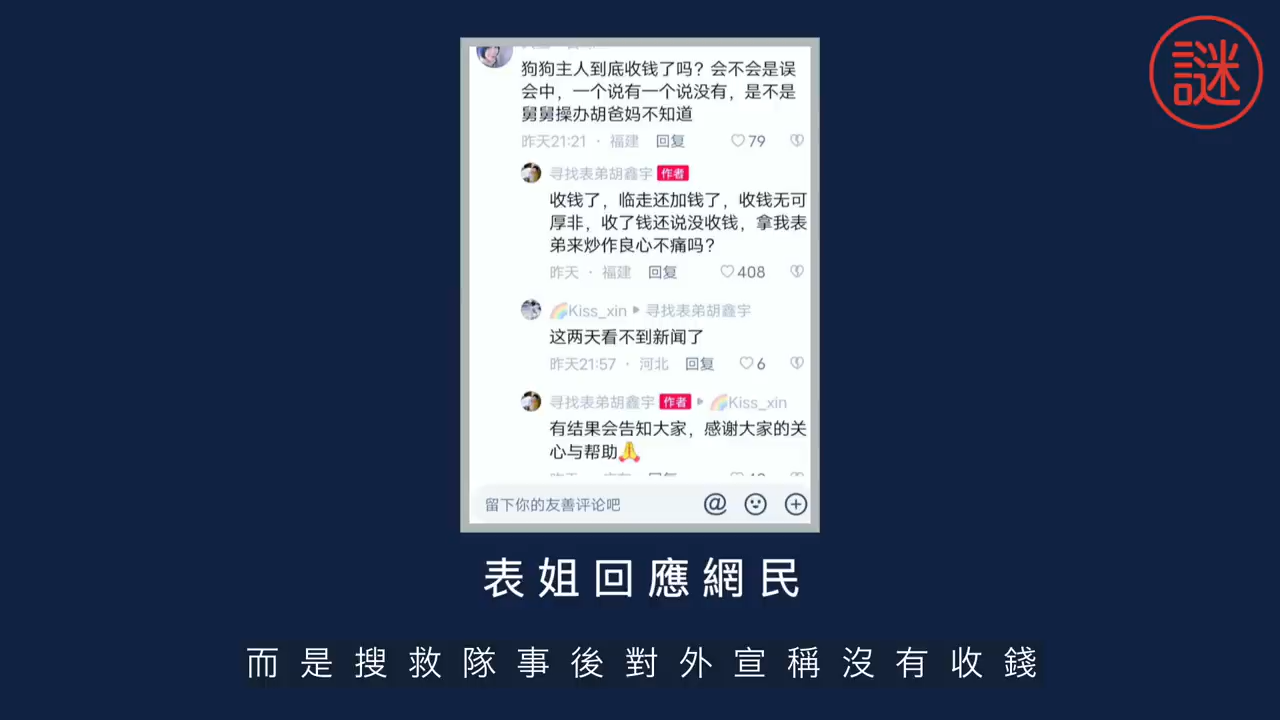 謎
狗狗主人到底收钱了吗？会不会是误
会中，一个说有一个说没有，是不是
舅舅操办胡爸妈不知道
昨天21:21 · 福建 回复 79
寻找表弟胡鑫宇 作者
收钱了，临走还加钱了，收钱无可
厚非，收了钱还说没收钱，拿我表
弟来炒作良心不痛吗？
昨天 · 福建 回复 408
🌈Kiss_xin ▸ 寻找表弟胡鑫宇
这两天看不到新闻了
昨天21:57 · 河北 回复 6
寻找表弟胡鑫宇 作者 ▸ 🌈Kiss_xin
有结果会告知大家，感谢大家的关
心与帮助🙏
留下你的友善评论吧
表姐回應網民
而是搜救隊事後對外宣稱沒有收錢